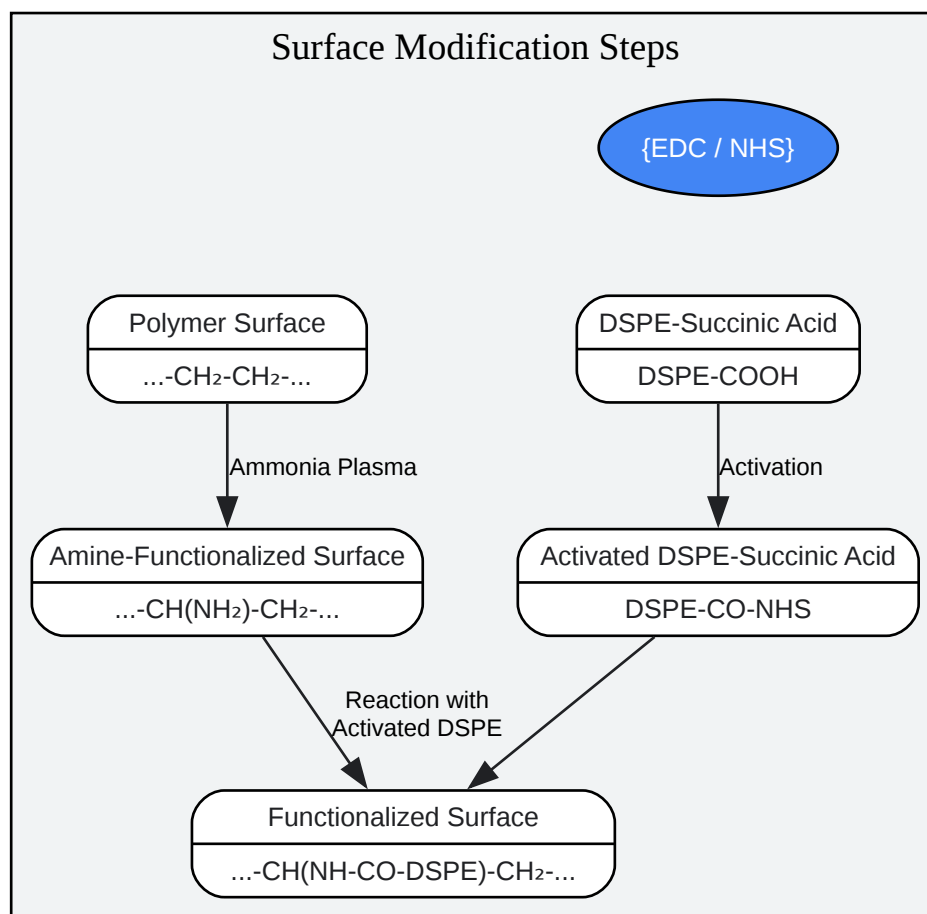 Surface Modification Steps
{EDC / NHS}
Polymer Surface
...-CH₂-CH₂-...
DSPE-Succinic Acid
DSPE-COOH
Ammonia Plasma
Activation
Amine-Functionalized Surface
...-CH(NH₂)-CH₂-...
Activated DSPE-Succinic Acid
DSPE-CO-NHS
Reaction with
Activated DSPE
Functionalized Surface
...-CH(NH-CO-DSPE)-CH₂-...